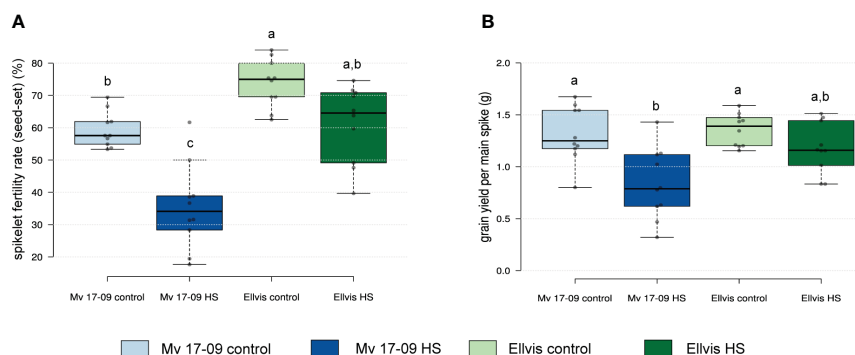 A
B
spikelet fertility rate (seed-set) (%)
80
70
60
50
40
30
20
b
c
a
a,b
Mv 17-09 control
Mv 17-09 HS
Ellvis control
Ellvis HS
grain yield per main spike (g)
2.0
1.5
1.0
0.5
0.0
a
b
a
a,b
Mv 17-09 control
Mv 17-09 HS
Ellvis control
Ellvis HS
Mv 17-09 control
Mv 17-09 HS
Ellvis control
Ellvis HS